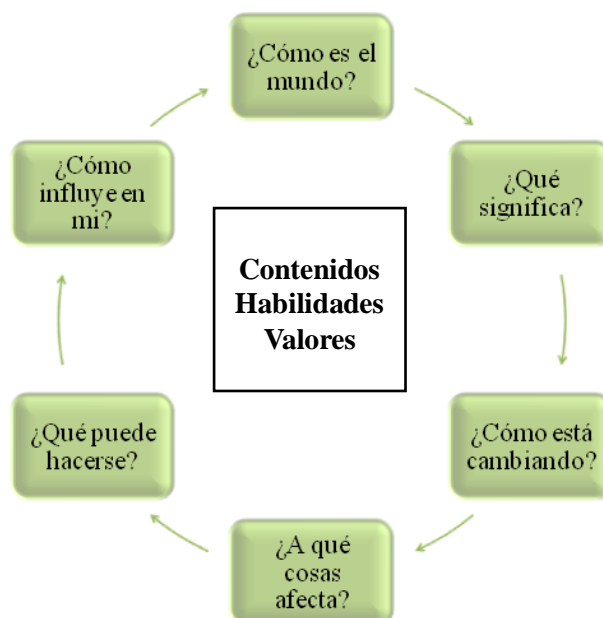 ¿Cómo es el
mundo?
¿Qué
significa?
¿Cómo está
cambiando?
¿A qué
cosas
afecta?
¿Qué puede
hacerse?
¿Cómo
influye en
mi?
Contenidos
Habilidades
Valores